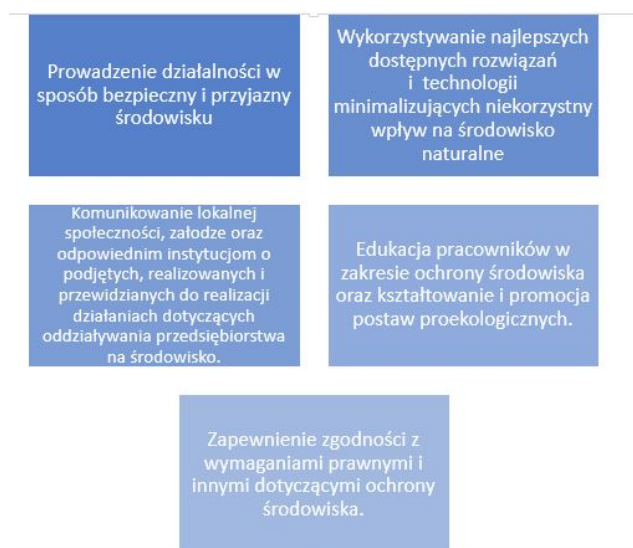 Prowadzenie działalności w
sposób bezpieczny i przyjazny
środowisku
Wykorzystywanie najlepszych
dostępnych rozwiązań
i technologii
minimalizujących niekorzystny
wpływ na środowisko
naturalne
Komunikowanie lokalnej
społeczności, załodze oraz
odpowiednim instytucjom o
podjętych, realizowanych i
przewidzianych do realizacji
działaniach dotyczących
oddziaływania przedsiębiorstwa
na środowisko.
Edukacja pracowników w
zakresie ochrony środowiska
oraz kształtowanie i promocja
postaw proekologicznych.
Zapewnienie zgodności z
wymaganiami prawnymi i
innymi dotyczącymi ochrony
środowiska.